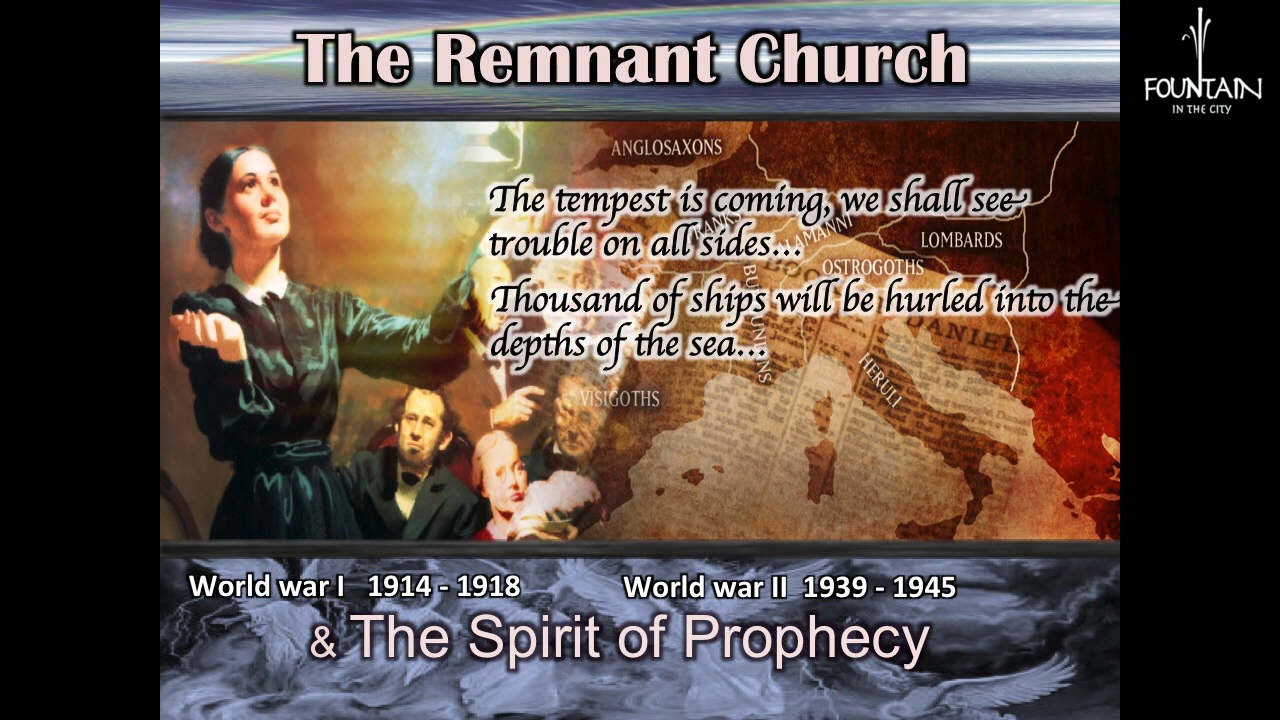 The Remnant Church
FOUNTAIN
IN THE CITY
ANGLOSAXONS
The tempest is coming, we shall see
trouble on all sides...
LOMBARDS
OSTROGOTHS
Thousand of ships will be hurled into the
depths of the sea...
DANIEL
HERULI
VISIGOTHS
World war I 1914 - 1918
World war II 1939 - 1945
& The Spirit of Prophecy